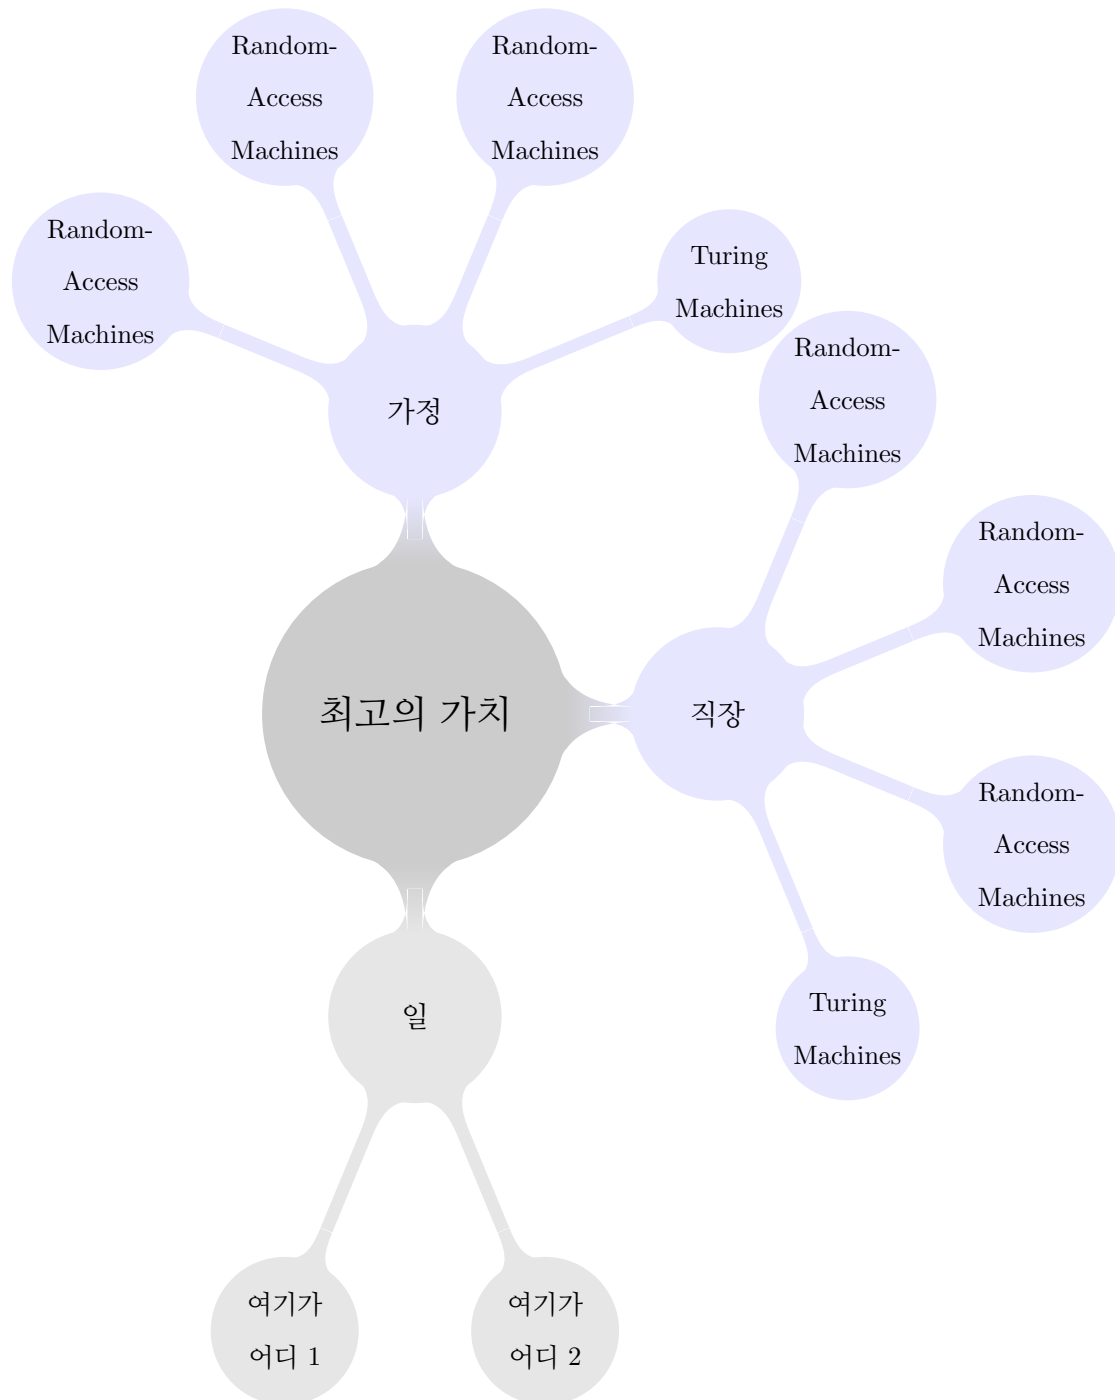 Random-
Access
Machines
Random-
Access
Machines
Random-
Access
Machines
Turing
Machines
가정
Random-
Access
Machines
Random-
Access
Machines
최고의 가치
직장
Random-
Access
Machines
Turing
Machines
일
여기가
어디 1
여기가
어디 2